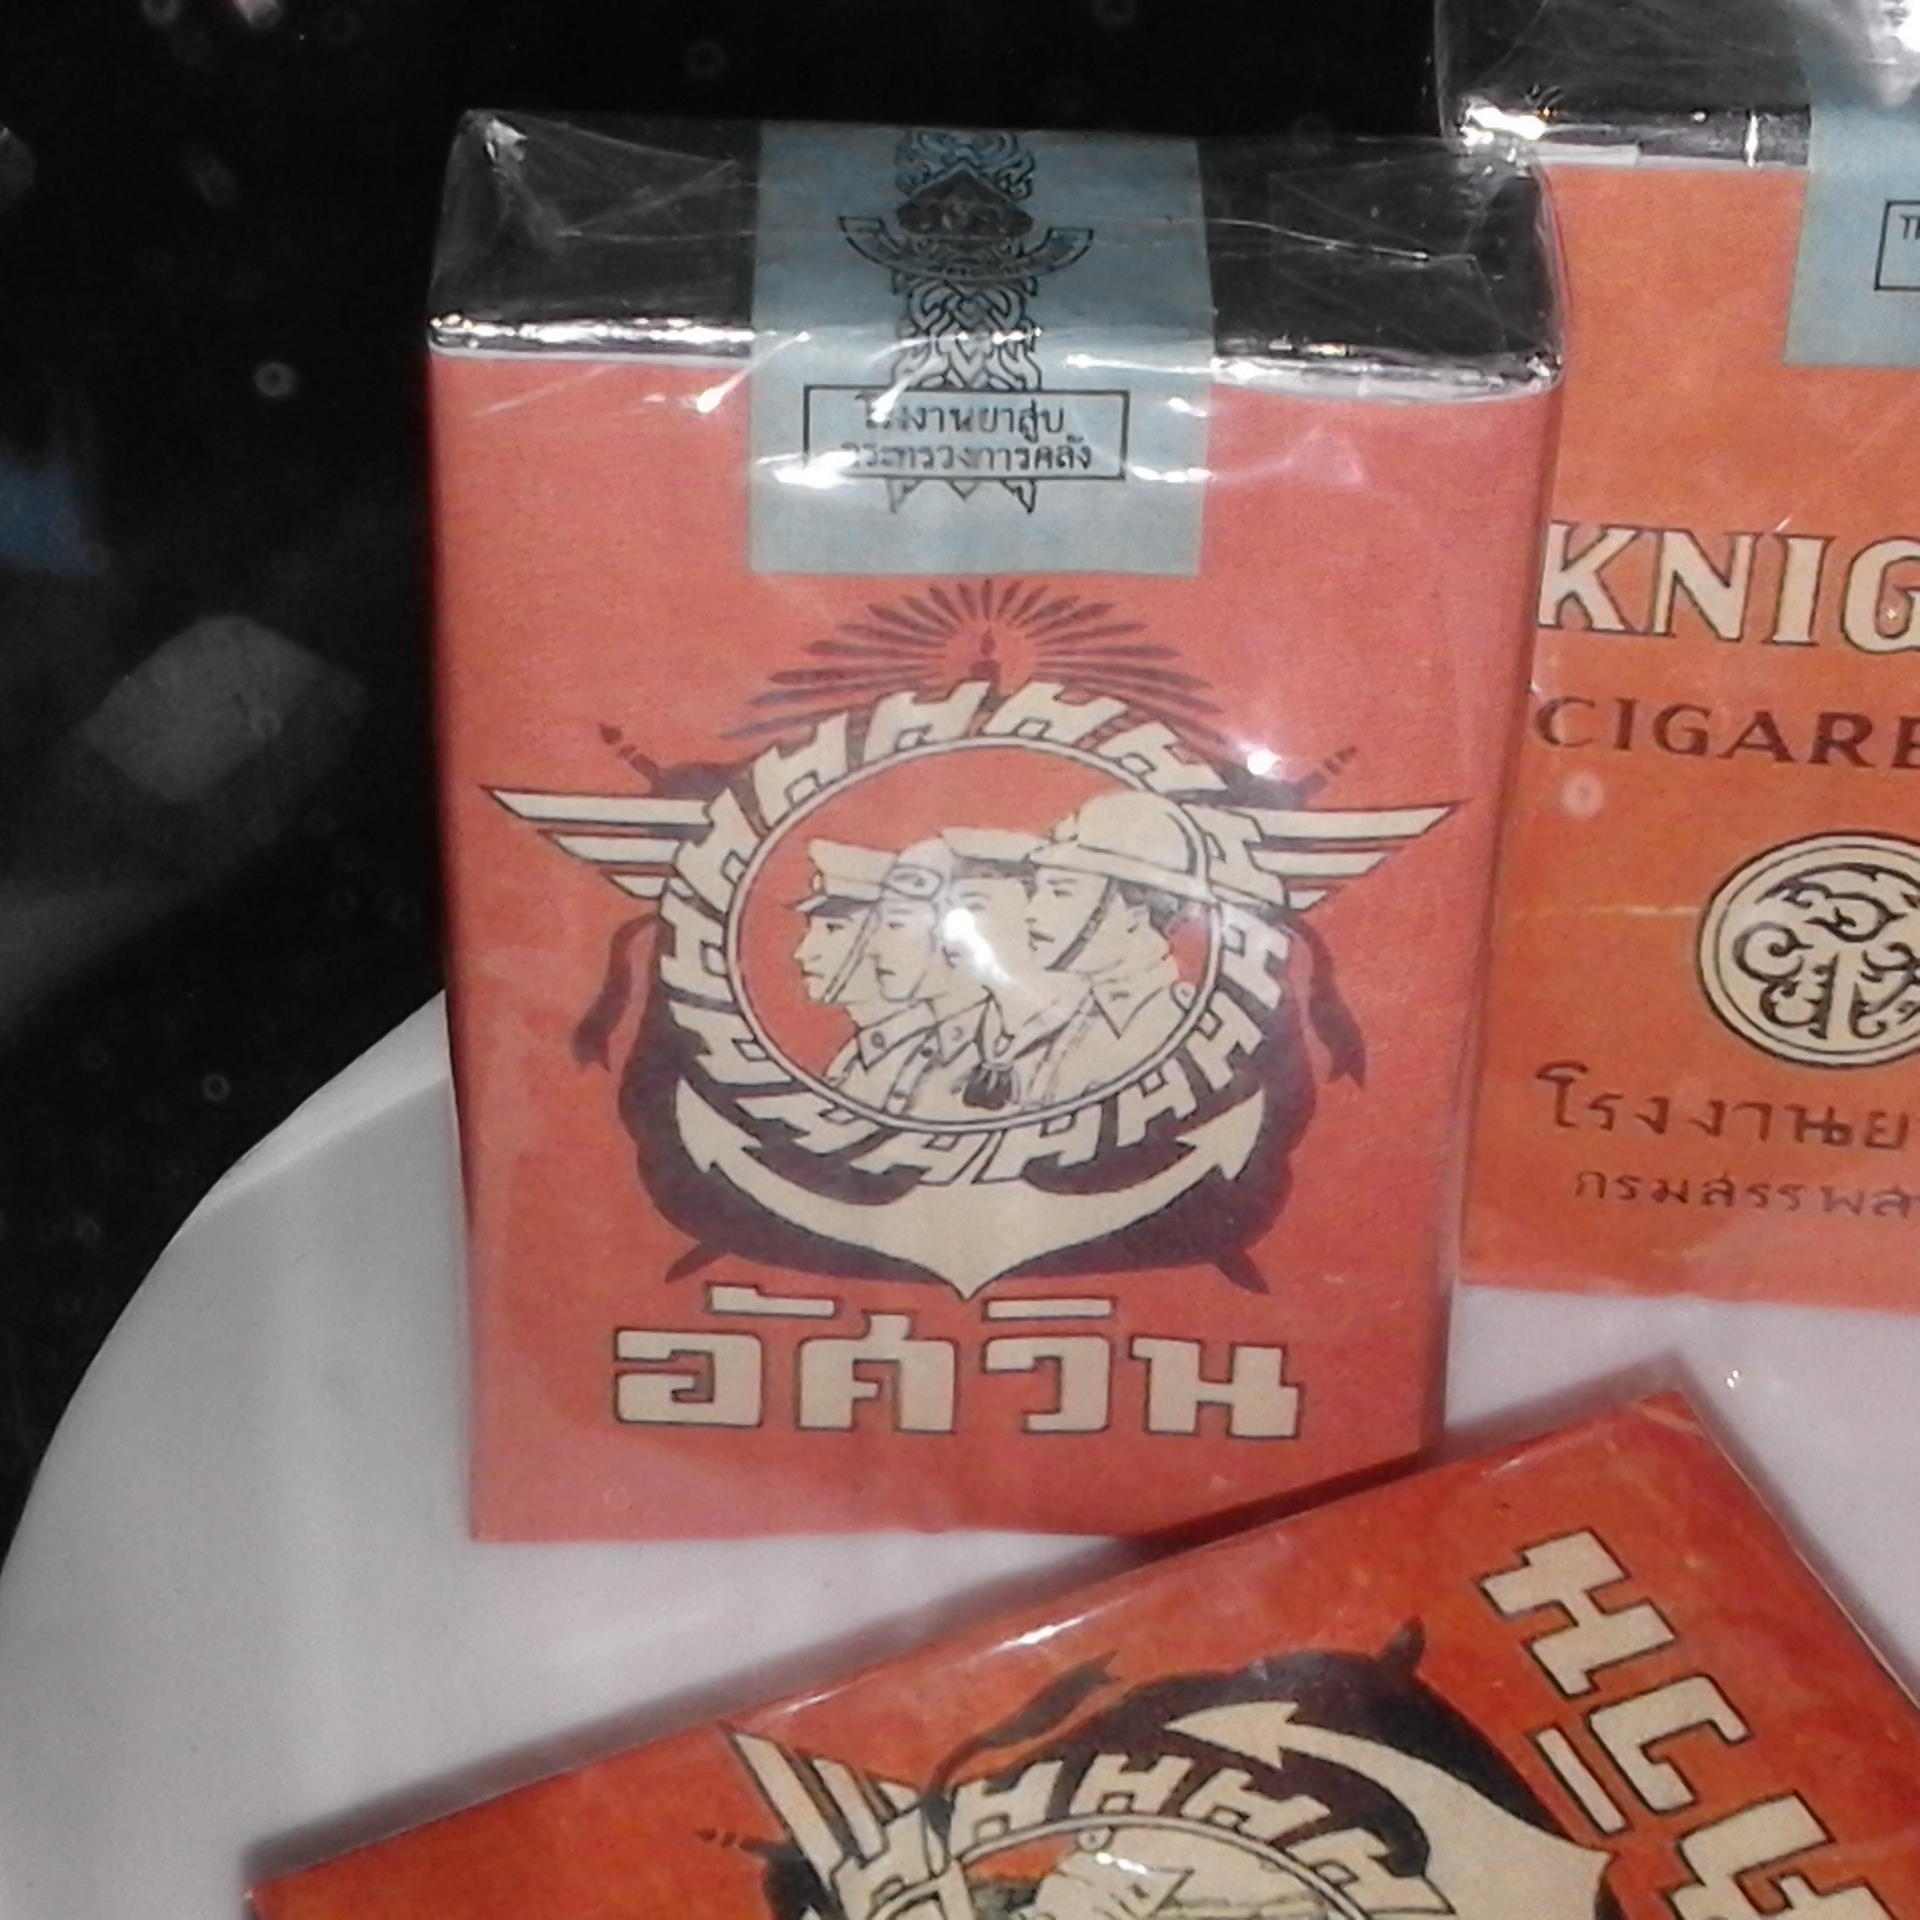 โรงงานยาสูบ
กระทรวงการคลัง
อัศวิน
KNIG
CIGARE
โรงงานย
กรมสรรพส